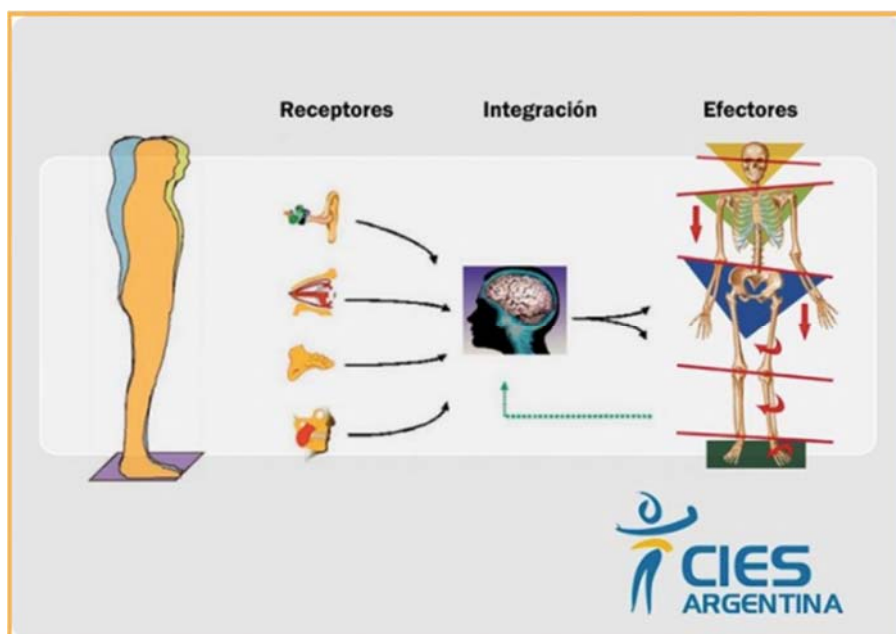 Receptores
Integración
Efectores
CIES
ARGENTINA